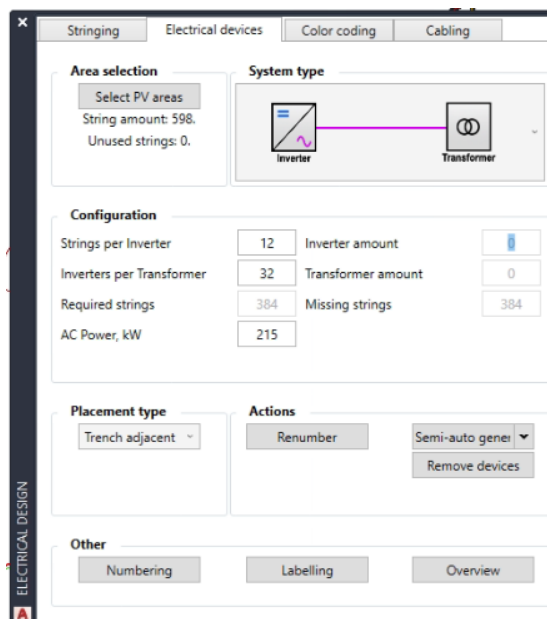 Stringing Electrical devices Color coding Cabling
Area selection
Select PV areas
String amount: 598.
Unused strings: 0.
System type
Inverter Transformer
Configuration
Strings per Inverter 12 Inverter amount 0
Inverters per Transformer 32 Transformer amount 0
Required strings 384 Missing strings 384
AC Power, kW 215
Placement type
Trench adjacent
Actions
Renumber Semi-auto gener
Remove devices
Other
Numbering Labelling Overview
ELECTRICAL DESIGN
A